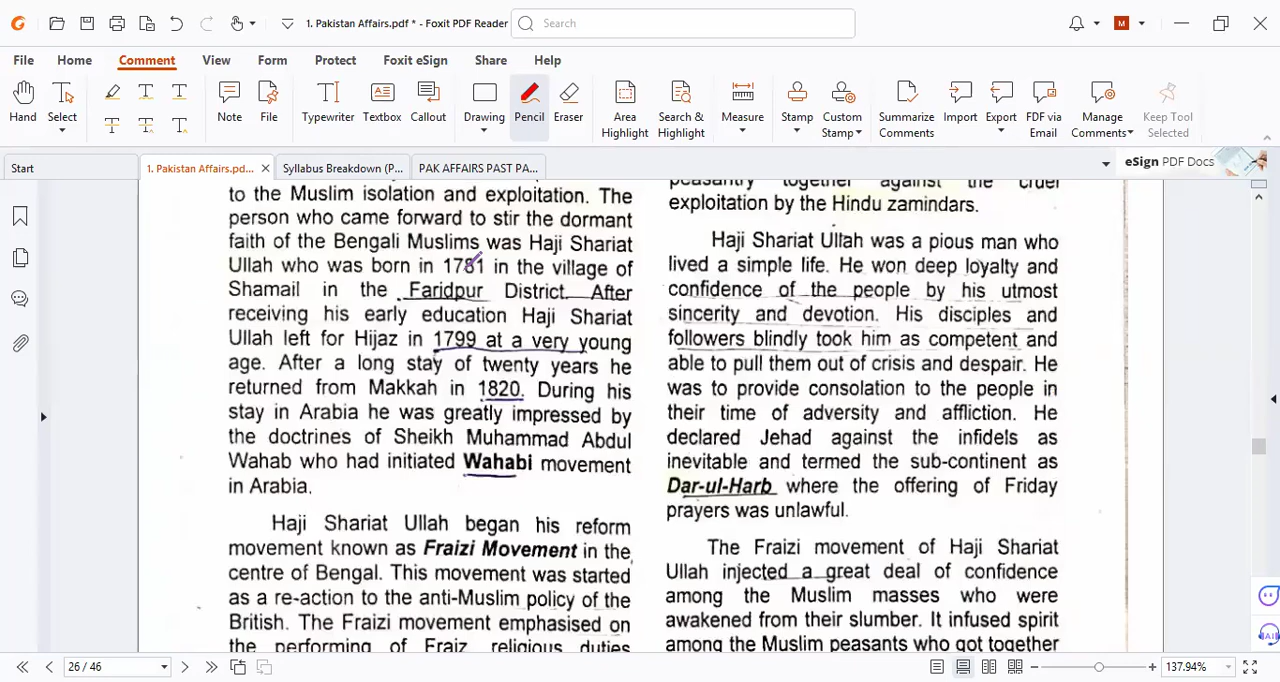 1. Pakistan Affairs.pdf * - Foxit PDF Reader
Search
M
File Home Comment View Form Protect Foxit eSign Share Help
Hand Select Note File Typewriter Textbox Callout Drawing Pencil Eraser Area Highlight Search & Highlight Measure Stamp Custom Stamp Summarize Comments Import Export FDF via Email Manage Comments Keep Tool Selected
Start 1. Pakistan Affairs.pd... Syllabus Breakdown (P... PAK AFFAIRS PAST PA... eSign PDF Docs
to the Muslim isolation and exploitation. The
person who came forward to stir the dormant
faith of the Bengali Muslims was Haji Shariat
Ullah who was born in 1781 in the village of
Shamail in the Faridpur District. After
receiving his early education Haji Shariat
Ullah left for Hijaz in 1799 at a very young
age. After a long stay of twenty years he
returned from Makkah in 1820. During his
stay in Arabia he was greatly impressed by
the doctrines of Sheikh Muhammad Abdul
Wahab who had initiated Wahabi movement
in Arabia.
Haji Shariat Ullah began his reform
movement known as Fraizi Movement in the
centre of Bengal. This movement was started
as a re-action to the anti-Muslim policy of the
British. The Fraizi movement emphasised on
the performing of Fraiz religious duties
peasantry together against the cruel
exploitation by the Hindu zamindars.
Haji Shariat Ullah was a pious man who
lived a simple life. He won deep loyalty and
confidence of the people by his utmost
sincerity and devotion. His disciples and
followers blindly took him as competent and
able to pull them out of crisis and despair. He
was to provide consolation to the people in
their time of adversity and affliction. He
declared Jehad against the infidels as
inevitable and termed the sub-continent as
Dar-ul-Harb where the offering of Friday
prayers was unlawful.
The Fraizi movement of Haji Shariat
Ullah injected a great deal of confidence
among the Muslim masses who were
awakened from their slumber. It infused spirit
among the Muslim peasants who got together
26 / 46
137.94%